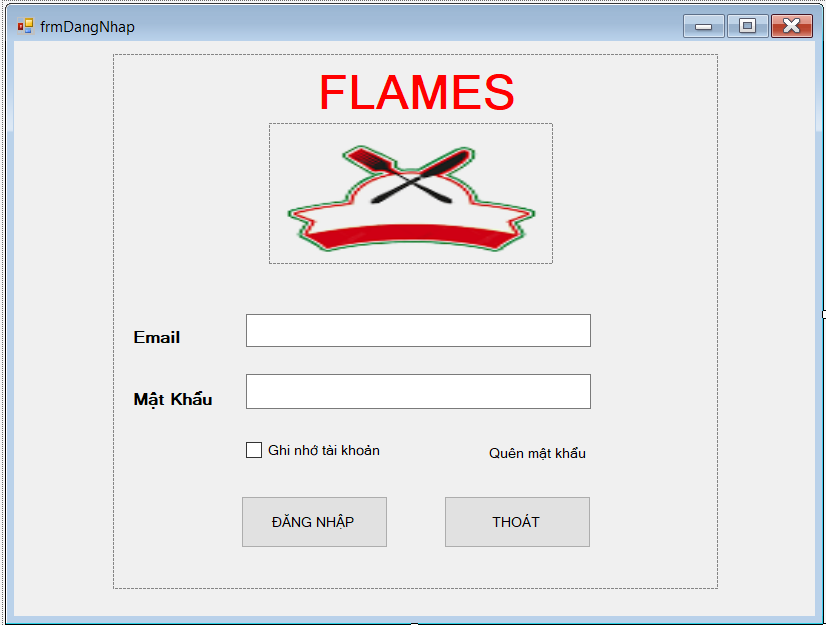 frmDangNhap
FLAMES
Email
Mật Khẩu
Ghi nhớ tài khoản
Quên mật khẩu
ĐĂNG NHẬP
THOÁT